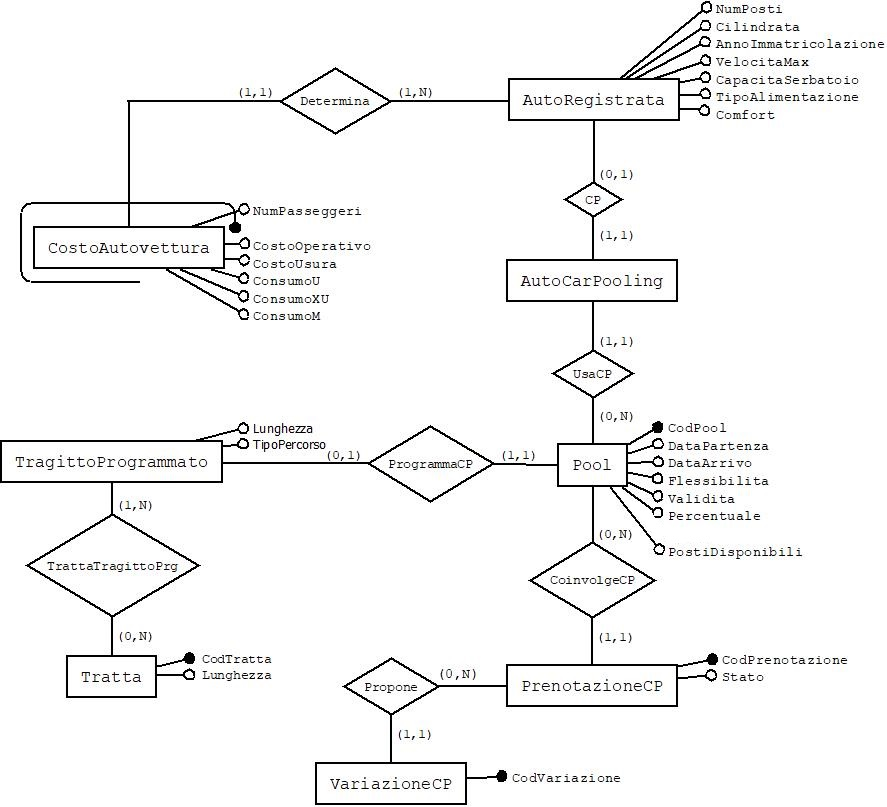 NumPosti
Cilindrata
AnnoImmatricolazione
VelocitaMax
CapacitaSerbatoio
TipoAlimentazione
Comfort
(1,1)
Determina
(1,N)
AutoRegistrata
(0,1)
CP
(1,1)
NumPasseggeri
CostoAutovettura
CostoOperativo
CostoUsura
ConsumoU
ConsumoXU
ConsumoM
AutoCarPooling
(1,1)
UsaCP
(0,N)
Lunghezza
TipoPercorso
TragittoProgrammato
(0,1)
ProgrammaCP
(1,1)
Pool
CodPool
DataPartenza
DataArrivo
Flessibilita
Validita
Percentuale
PostiDisponibili
(1,N)
TrattaTragittoPrg
(0,N)
(0,N)
CoinvolgeCP
(1,1)
Tratta
CodTratta
Lunghezza
Propone
(0,N)
PrenotazioneCP
CodPrenotazione
Stato
(1,1)
VariazioneCP
CodVariazione